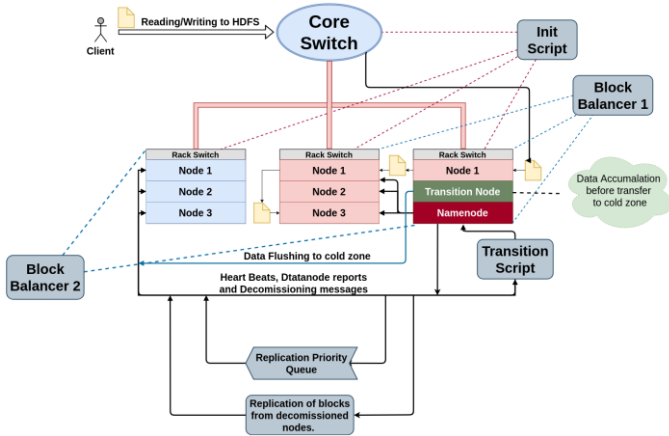 Reading/Writing to HDFS
Client
Core
Switch
Init
Script
Block
Balancer 1
Rack Switch
Node 1
Node 2
Node 3
Rack Switch
Node 1
Node 2
Node 3
Rack Switch
Node 1
Transition Node
Namenode
Data Accumalation
before transfer
to cold zone
Data Flushing to cold zone
Transition
Script
Block
Balancer 2
Heart Beats, Dtatanode reports
and Decomissioning messages
Replication Priority
Queue
Replication of blocks
from decomissioned
nodes.